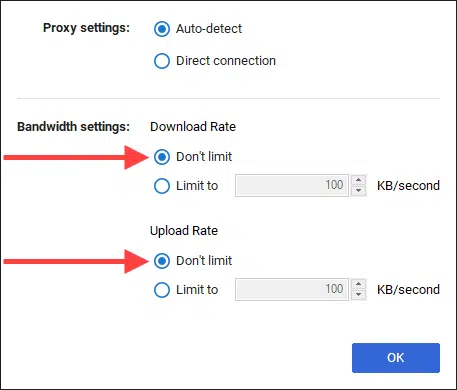 Proxy settings: Auto-detect
Direct connection
Bandwidth settings: Download Rate
Don't limit
Limit to 100 KB/second
Upload Rate
Don't limit
Limit to 100 KB/second
OK